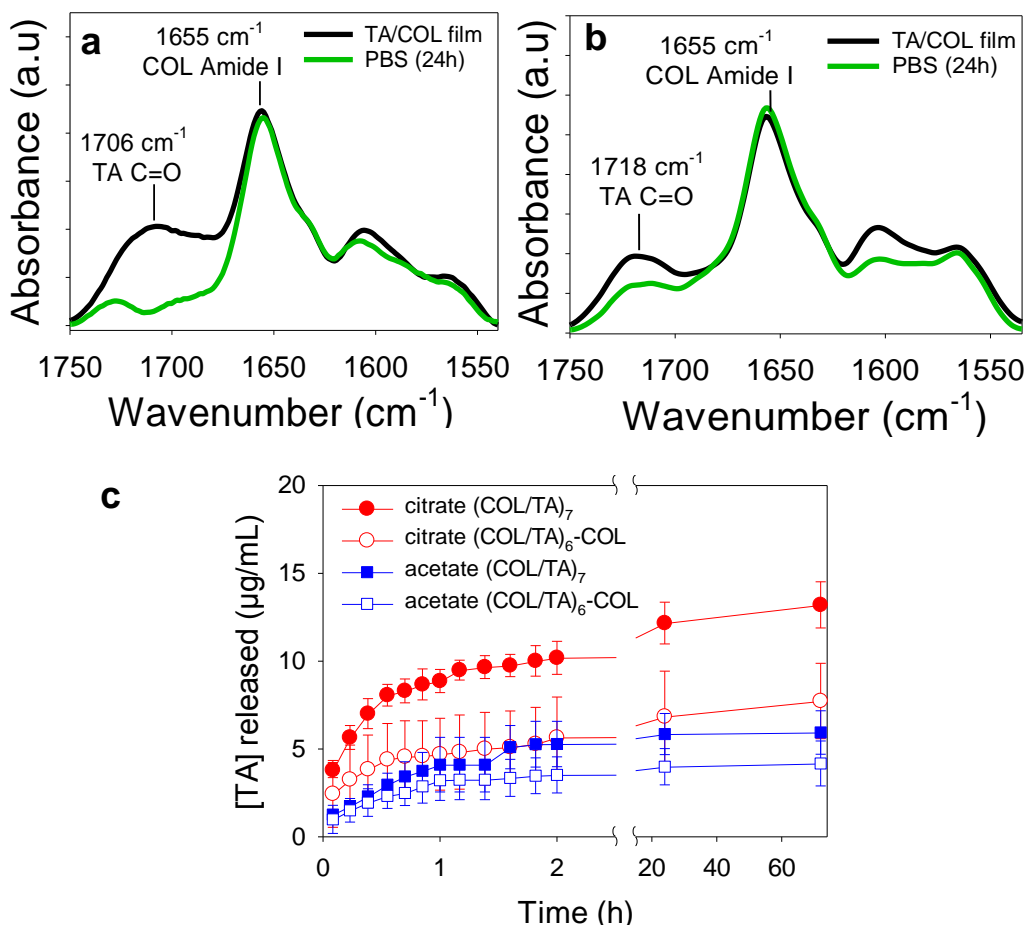 a
1655 cm⁻¹
COL Amide I
TA/COL film
PBS (24h)
1706 cm⁻¹
TA C=O
Absorbance (a.u)
1750 1700 1650 1600 1550
Wavenumber (cm⁻¹)
b
1655 cm⁻¹
COL Amide I
TA/COL film
PBS (24h)
1718 cm⁻¹
TA C=O
Absorbance (a.u)
1750 1700 1650 1600 1550
Wavenumber (cm⁻¹)
c
citrate (COL/TA)₇
citrate (COL/TA)₆-COL
acetate (COL/TA)₇
acetate (COL/TA)₆-COL
[TA] released (µg/mL)
20
15
10
5
0
0 1 2 20 40 60
Time (h)